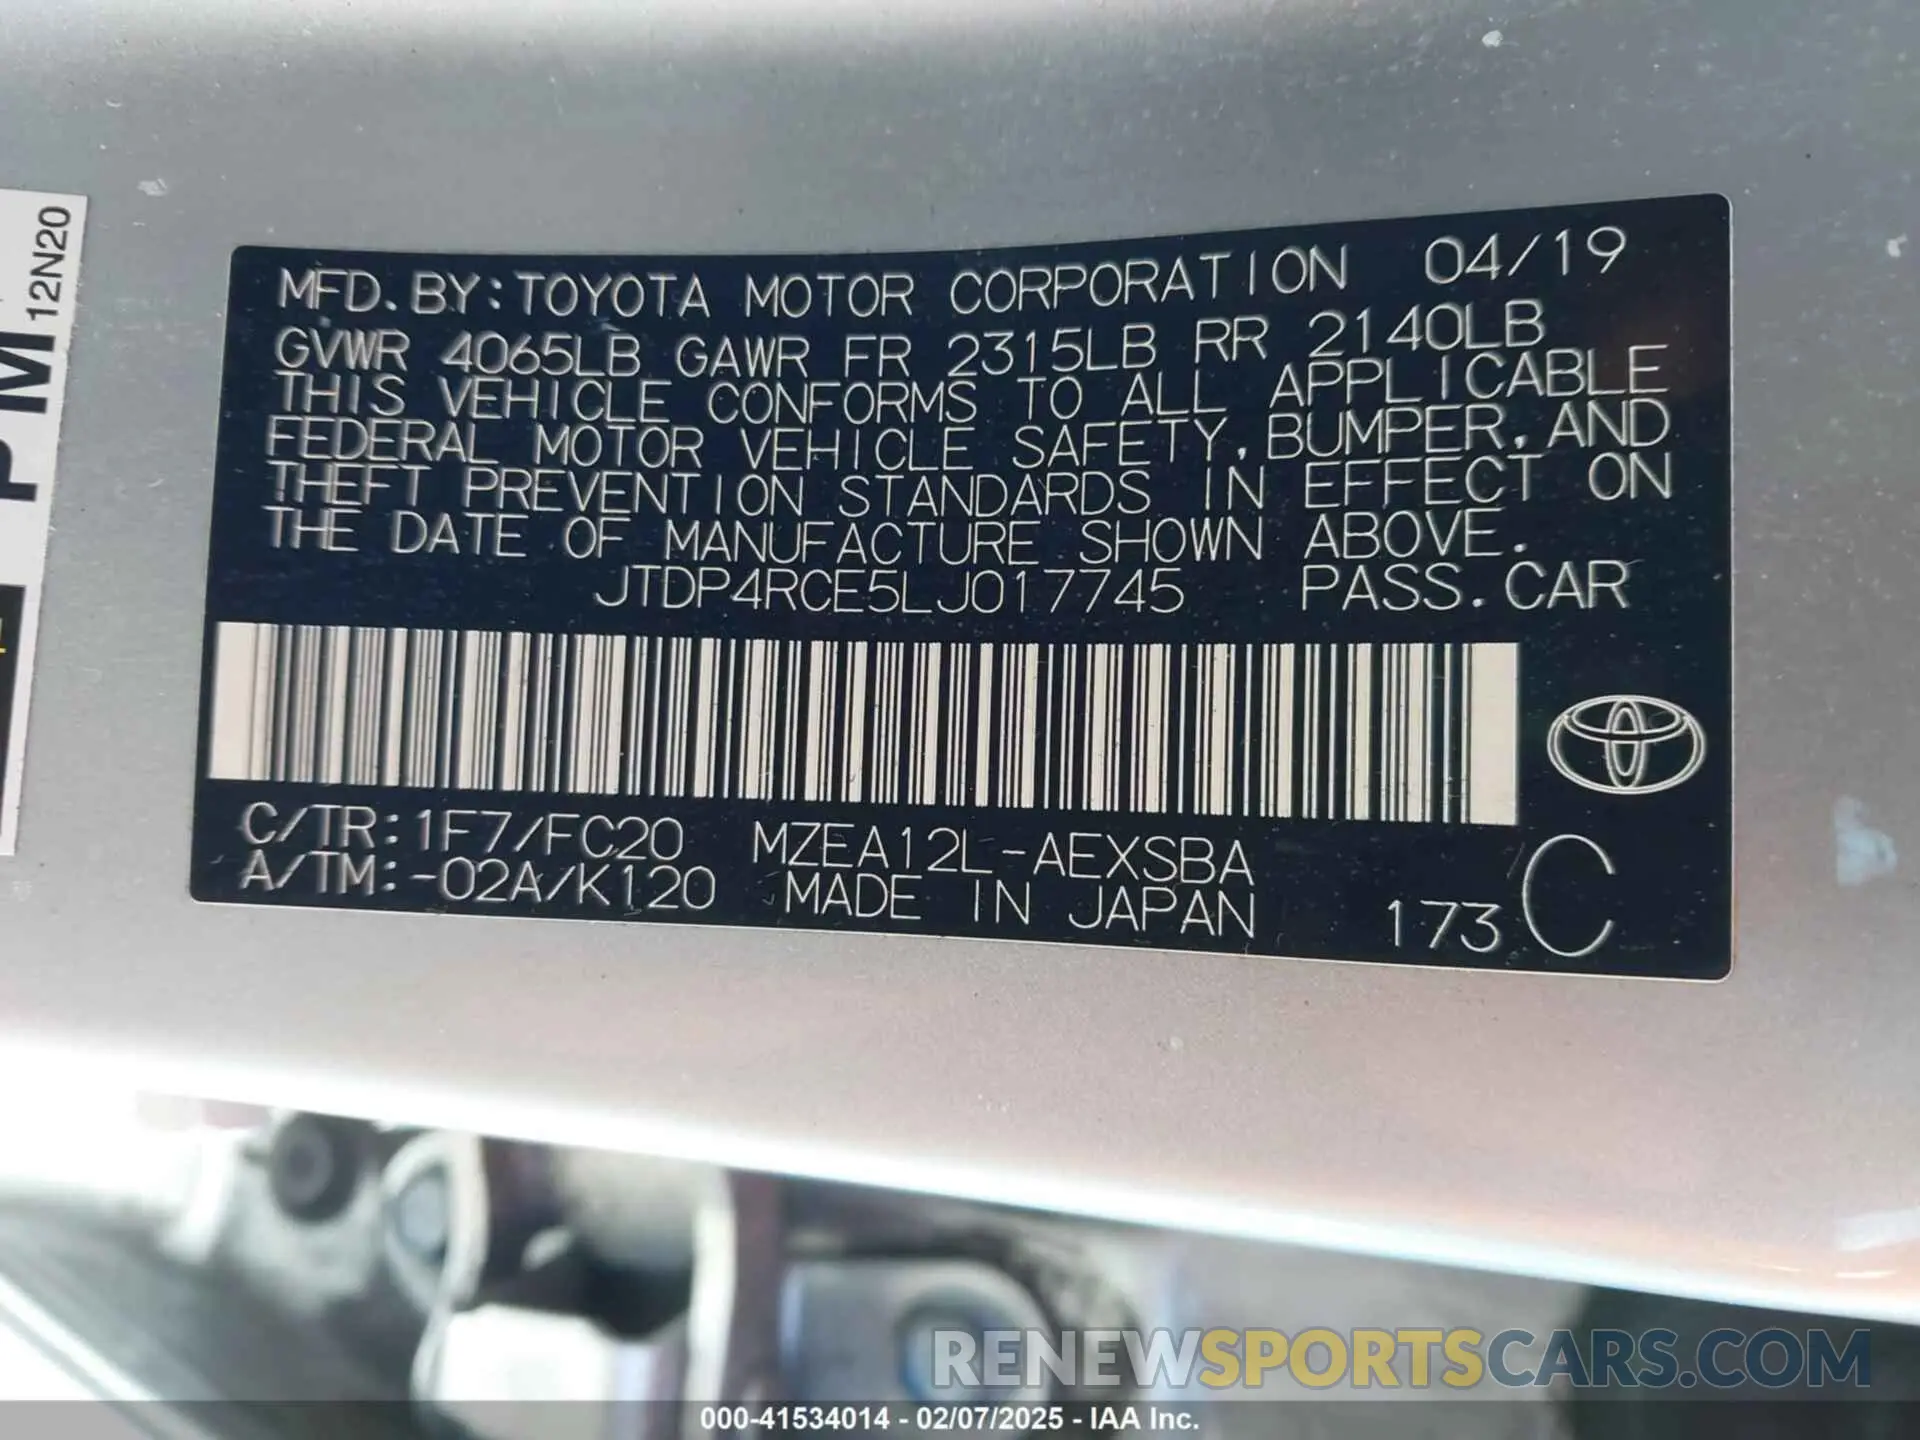 MFD. BY: TOYOTA MOTOR CORPORATION 04/19
GVWR 4065LB GAWR FR 2315LB RR 2140LB
THIS VEHICLE CONFORMS TO ALL APPLICABLE
FEDERAL MOTOR VEHICLE SAFETY, BUMPER, AND
THEFT PREVENTION STANDARDS IN EFFECT ON
THE DATE OF MANUFACTURE SHOWN ABOVE.
JTDP4RCE5LJ017745 PASS. CAR
C/TR: 1F7/FC20 MZEA12L-AEXSBA
A/TM: -02A/K120 MADE IN JAPAN 173 C
12N20
PM
RENEWSPORTSCARS.COM
000-41534014 - 02/07/2025 - IAA Inc.